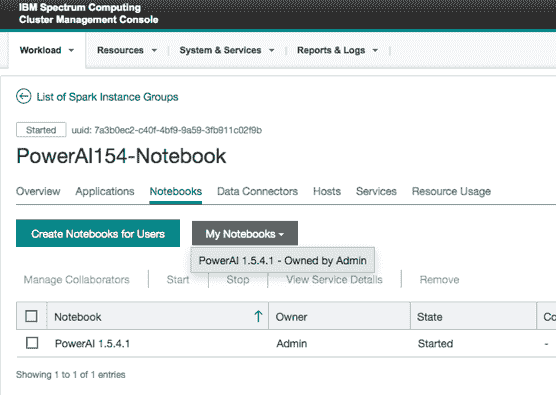 IBM Spectrum Computing
Cluster Management Console
Workload Resources System & Services Reports & Logs
List of Spark Instance Groups
Started uuid: 7a3b0ec2-c40f-4bf9-9a59-3fb911c02f9b
PowerAI154-Notebook
Overview Applications Notebooks Data Connectors Hosts Services Resource Usage
Create Notebooks for Users My Notebooks
PowerAI 1.5.4.1 - Owned by Admin
Manage Collaborators Start Stop View Service Details Remove
Notebook Owner State Co
PowerAI 1.5.4.1 Admin Started -
Showing 1 to 1 of 1 entries